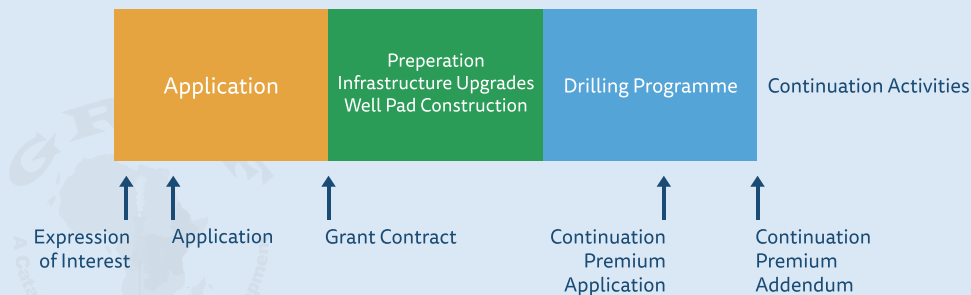 Application
Preperation
Infrastructure Upgrades
Well Pad Construction
Drilling Programme
Continuation Activities
Expression
of Interest
Application
Grant Contract
Continuation
Premium
Application
Continuation
Premium
Addendum